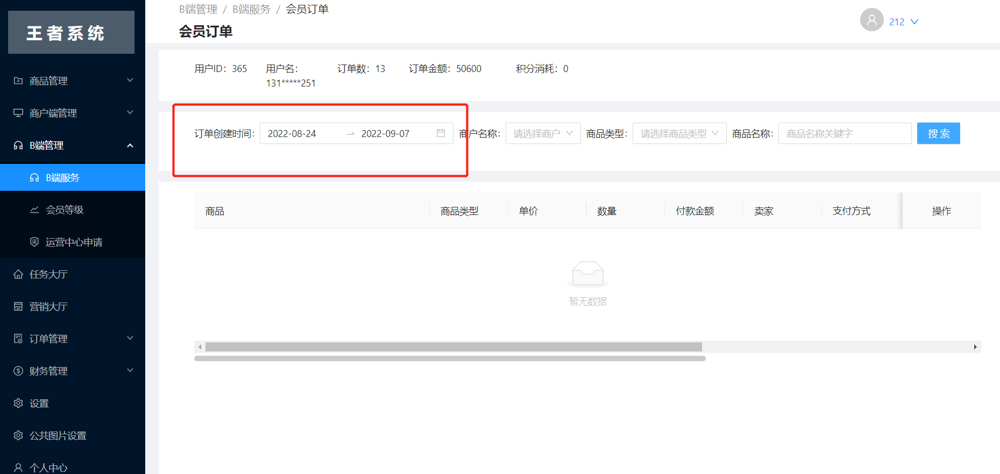 王者系统
商品管理
商户端管理
B端管理
B端服务
会员等级
运营中心申请
任务大厅
营销大厅
订单管理
财务管理
设置
公共图片设置
个人中心
B端管理 / B端服务 / 会员订单
会员订单
212
用户ID：365 用户名： 订单数：13 订单金额：50600 积分消耗：0
131*****251
订单创建时间： 2022-08-24 → 2022-09-07 商户名称： 请选择商户 商品类型： 请选择商品类型 商品名称： 商品名称关键字 搜 索
商品 商品类型 单价 数量 付款金额 卖家 支付方式 操作
暂无数据